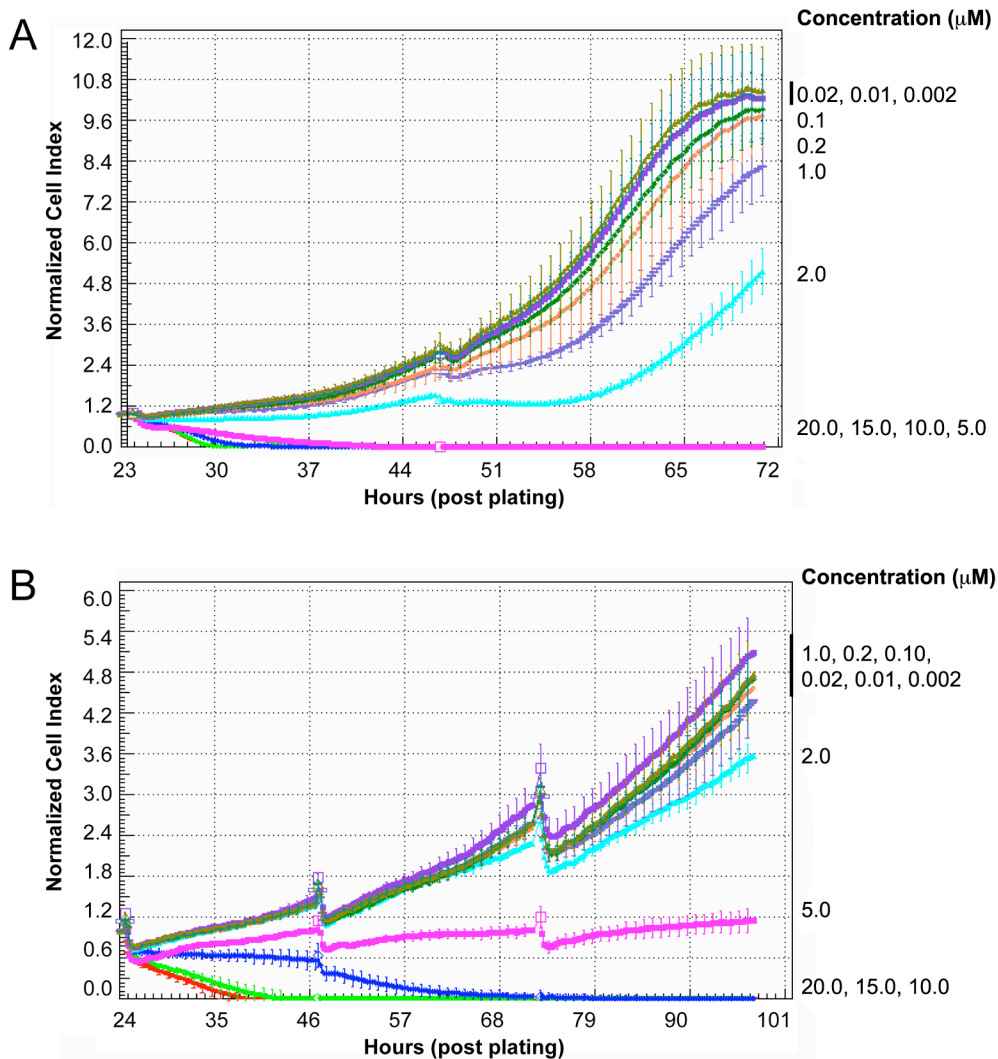 A
Concentration (µM)
12.0
10.8
9.6
8.4
7.2
6.0
4.8
3.6
2.4
1.2
0.0
Normalized Cell Index
0.02, 0.01, 0.002
0.1
0.2
1.0
2.0
20.0, 15.0, 10.0, 5.0
23 30 37 44 51 58 65 72
Hours (post plating)
B
Concentration (µM)
6.0
5.4
4.8
4.2
3.6
3.0
2.4
1.8
1.2
0.6
0.0
Normalized Cell Index
1.0, 0.2, 0.10,
0.02, 0.01, 0.002
2.0
5.0
20.0, 15.0, 10.0
24 35 46 57 68 79 90 101
Hours (post plating)